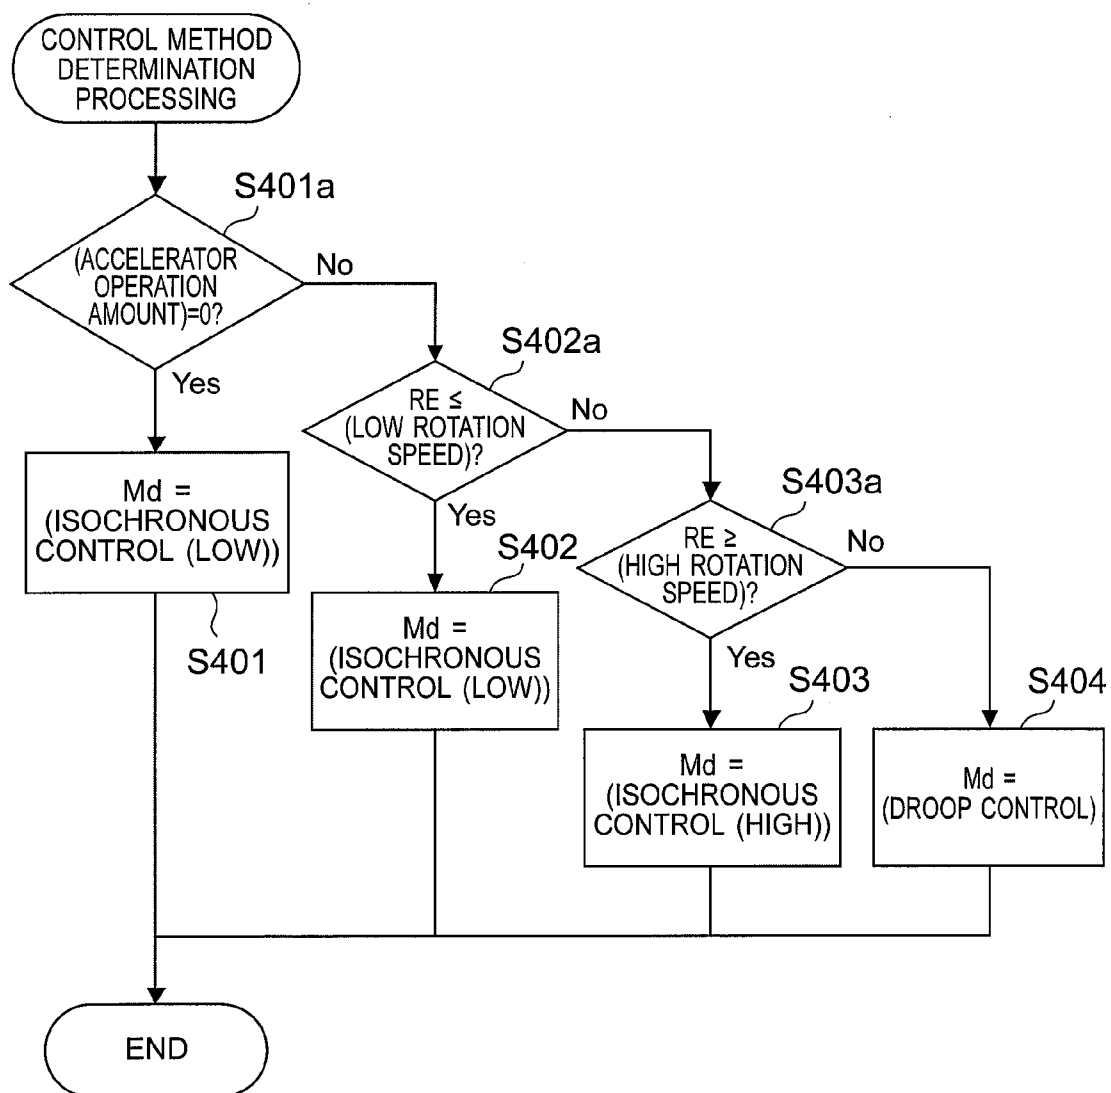 CONTROL METHOD
DETERMINATION
PROCESSING
S401a
(ACCELERATOR
OPERATION
AMOUNT)=0?
No
Yes
S402a
RE ≤
(LOW ROTATION
SPEED)?
No
Yes
S403a
RE ≥
(HIGH ROTATION
SPEED)?
No
Yes
Md =
(ISOCHRONOUS
CONTROL (LOW))
S401
S402
Md =
(ISOCHRONOUS
CONTROL (LOW))
S403
Md =
(ISOCHRONOUS
CONTROL (HIGH))
S404
Md =
(DROOP CONTROL)
END